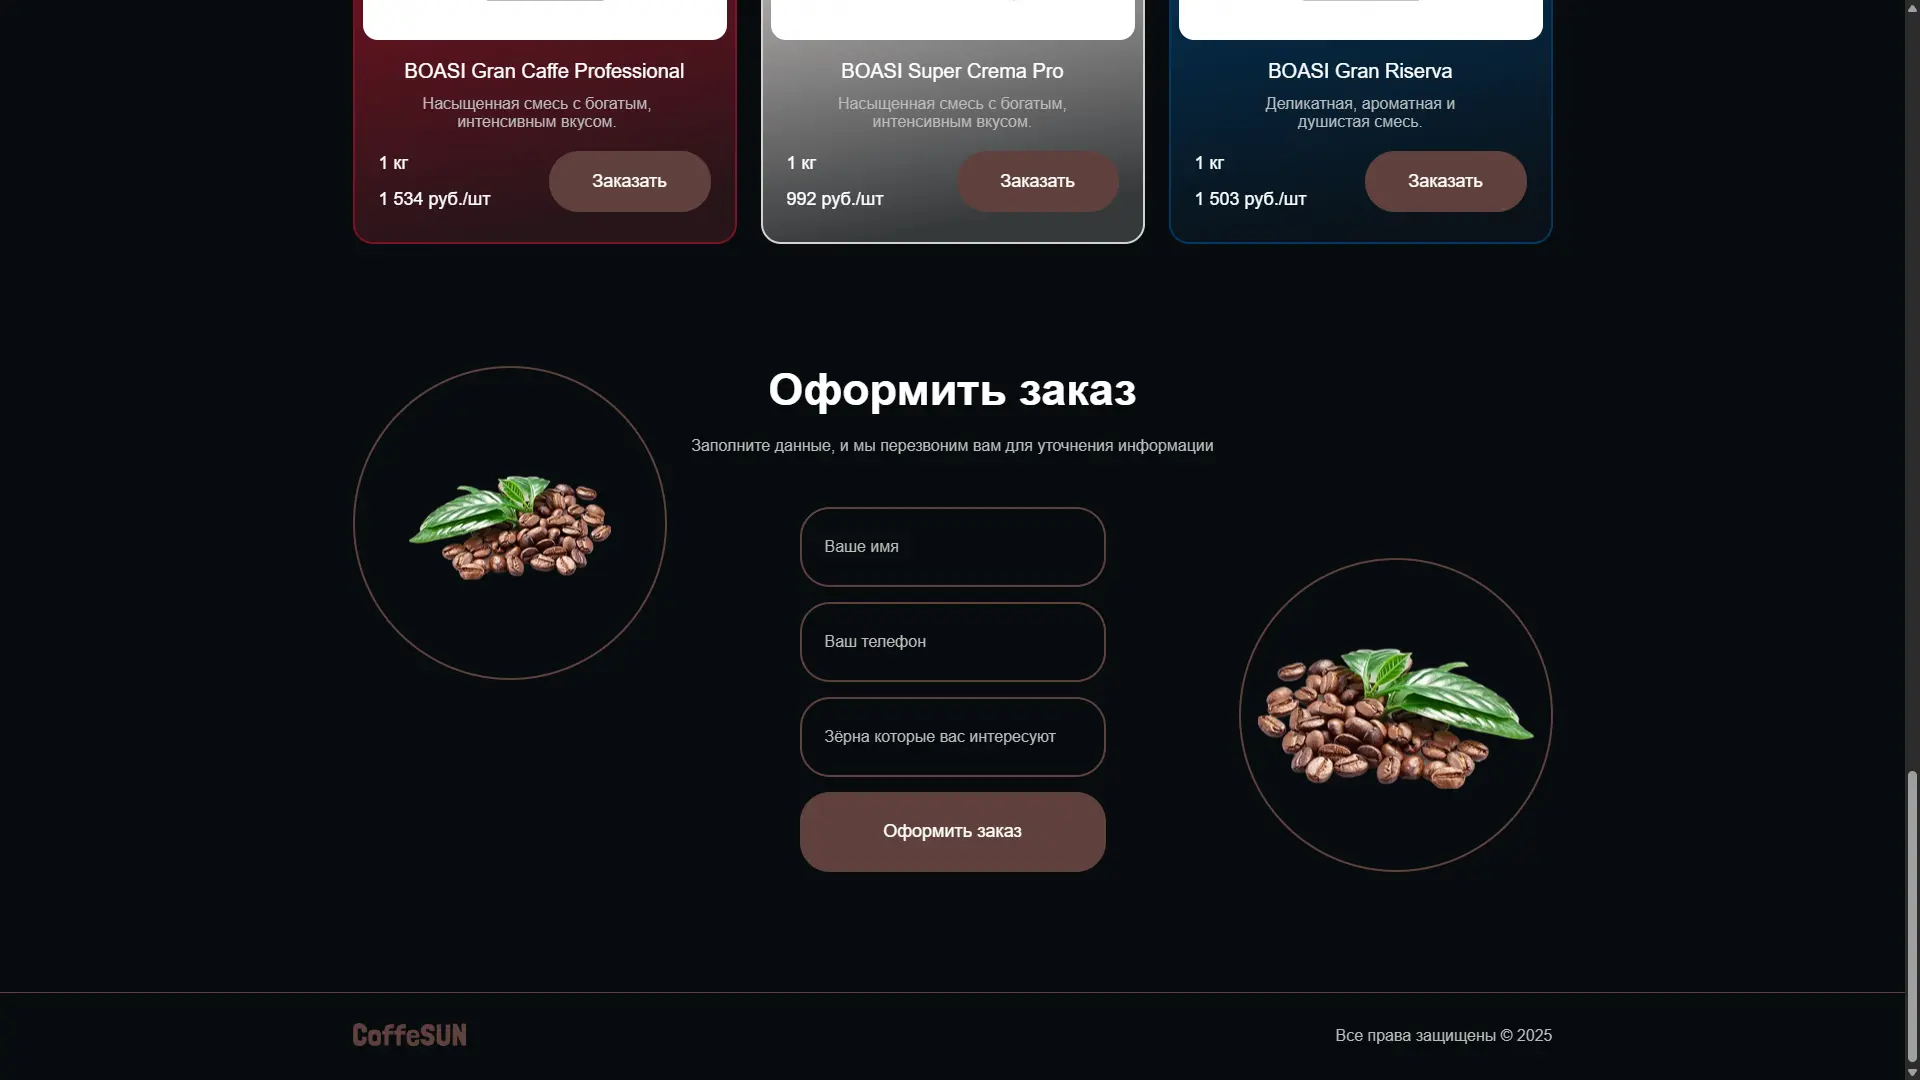 BOASI Gran Caffe Professional
Насыщенная смесь с богатым,
интенсивным вкусом.
1 кг
1 534 руб./шт
Заказать
BOASI Super Crema Pro
Насыщенная смесь с богатым,
интенсивным вкусом.
1 кг
992 руб./шт
Заказать
BOASI Gran Riserva
Деликатная, ароматная и
душистая смесь.
1 кг
1 503 руб./шт
Заказать
Оформить заказ
Заполните данные, и мы перезвоним вам для уточнения информации
Ваше имя
Ваш телефон
Зёрна которые вас интересуют
Оформить заказ
CoffeSUN
Все права защищены © 2025